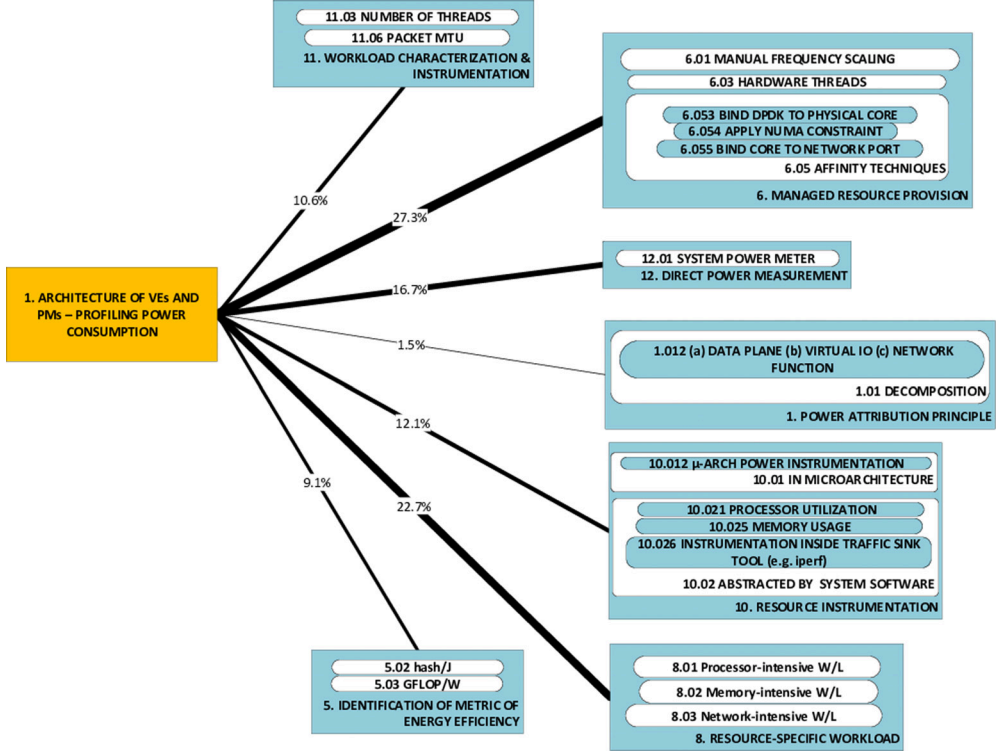 11.03 NUMBER OF THREADS
11.06 PACKET MTU
11. WORKLOAD CHARACTERIZATION &
INSTRUMENTATION
6.01 MANUAL FREQUENCY SCALING
6.03 HARDWARE THREADS
6.053 BIND DPDK TO PHYSICAL CORE
6.054 APPLY NUMA CONSTRAINT
6.055 BIND CORE TO NETWORK PORT
6.05 AFFINITY TECHNIQUES
6. MANAGED RESOURCE PROVISION
10.6%
27.3%
12.01 SYSTEM POWER METER
12. DIRECT POWER MEASUREMENT
16.7%
1. ARCHITECTURE OF VEs AND
PMs – PROFILING POWER
CONSUMPTION
1.5%
1.012 (a) DATA PLANE (b) VIRTUAL IO (c) NETWORK
FUNCTION
1.01 DECOMPOSITION
1. POWER ATTRIBUTION PRINCIPLE
12.1%
10.012 μ-ARCH POWER INSTRUMENTATION
10.01 IN MICROARCHITECTURE
9.1%
22.7%
10.021 PROCESSOR UTILIZATION
10.025 MEMORY USAGE
10.026 INSTRUMENTATION INSIDE TRAFFIC SINK
TOOL (e.g. iperf)
10.02 ABSTRACTED BY SYSTEM SOFTWARE
10. RESOURCE INSTRUMENTATION
5.02 hash/J
5.03 GFLOP/W
5. IDENTIFICATION OF METRIC OF
ENERGY EFFICIENCY
8.01 Processor-intensive W/L
8.02 Memory-intensive W/L
8.03 Network-intensive W/L
8. RESOURCE-SPECIFIC WORKLOAD